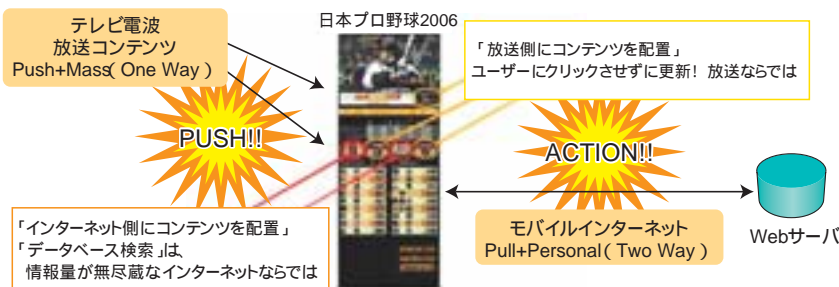 日本プロ野球2006
テレビ電波
放送コンテンツ
Push+Mass( One Way )
「放送側にコンテンツを配置」
ユーザーにクリックさせずに更新! 放送ならでは
PUSH!!
ACTION!!
「インターネット側にコンテンツを配置」
「データベース検索」は、
情報量が無尽蔵なインターネットならでは
モバイルインターネット
Pull+Personal( Two Way )
Webサーバ